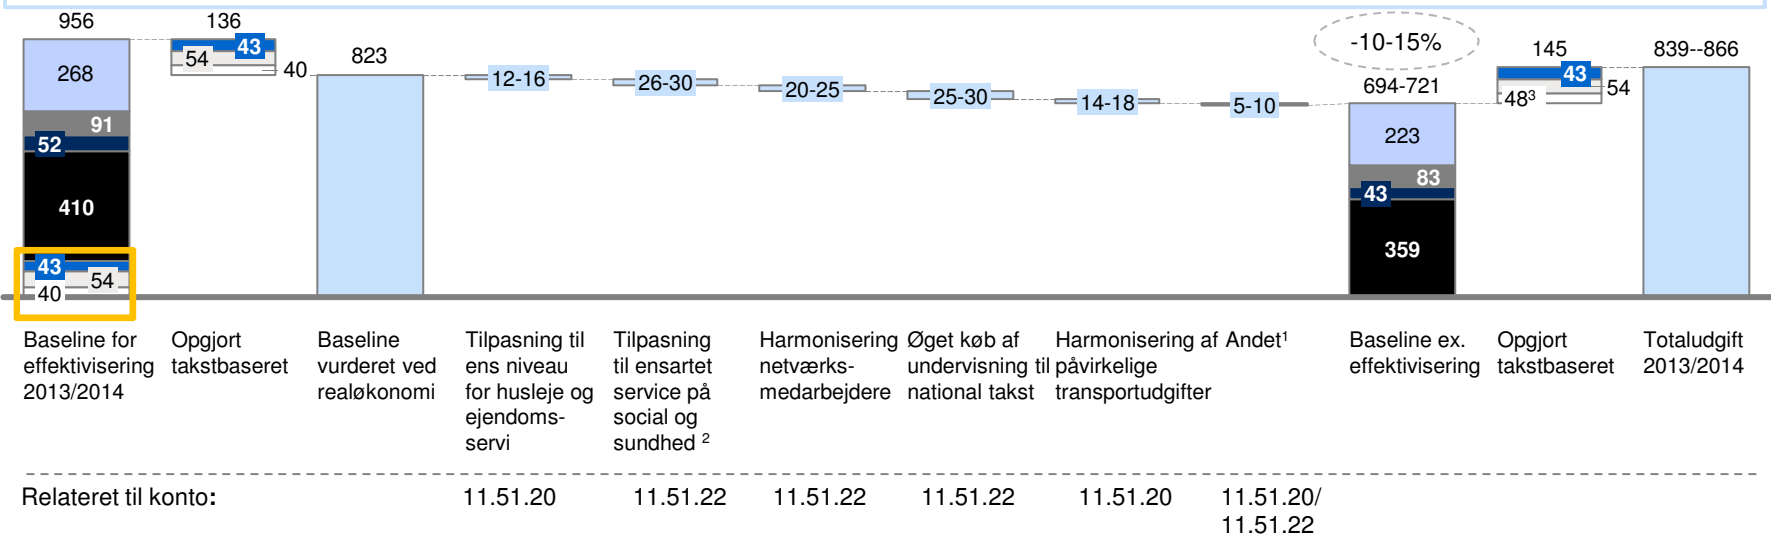 956
136
823
-10-15%
694-721
145
839--866
268
91
52
410
43
54
40
43
54
40
12-16
26-30
20-25
25-30
14-18
5-10
223
83
43
359
43
54
48³
Baseline for
effektivisering
2013/2014
Opgjort
takstbaseret
Baseline
vurderet ved
realøkonomi
Tilpasning til
ens niveau
for husleje og
ejendoms-
servi
Tilpasning
til ensartet
service på
social og
sundhed ²
Harmonisering
netværks-
medarbejdere
Øget køb af
undervisning til
national takst
Harmonisering af
påvirkelige
transportudgifter
Andet¹
Baseline ex.
effektivisering
Opgjort
takstbaseret
Totaludgift
2013/2014
Relateret til konto:
11.51.20
11.51.22
11.51.22
11.51.22
11.51.20
11.51.20/
11.51.22